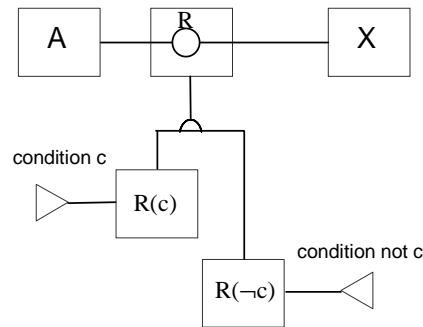 A
R
X
condition c
R(c)
condition not c
R(¬c)